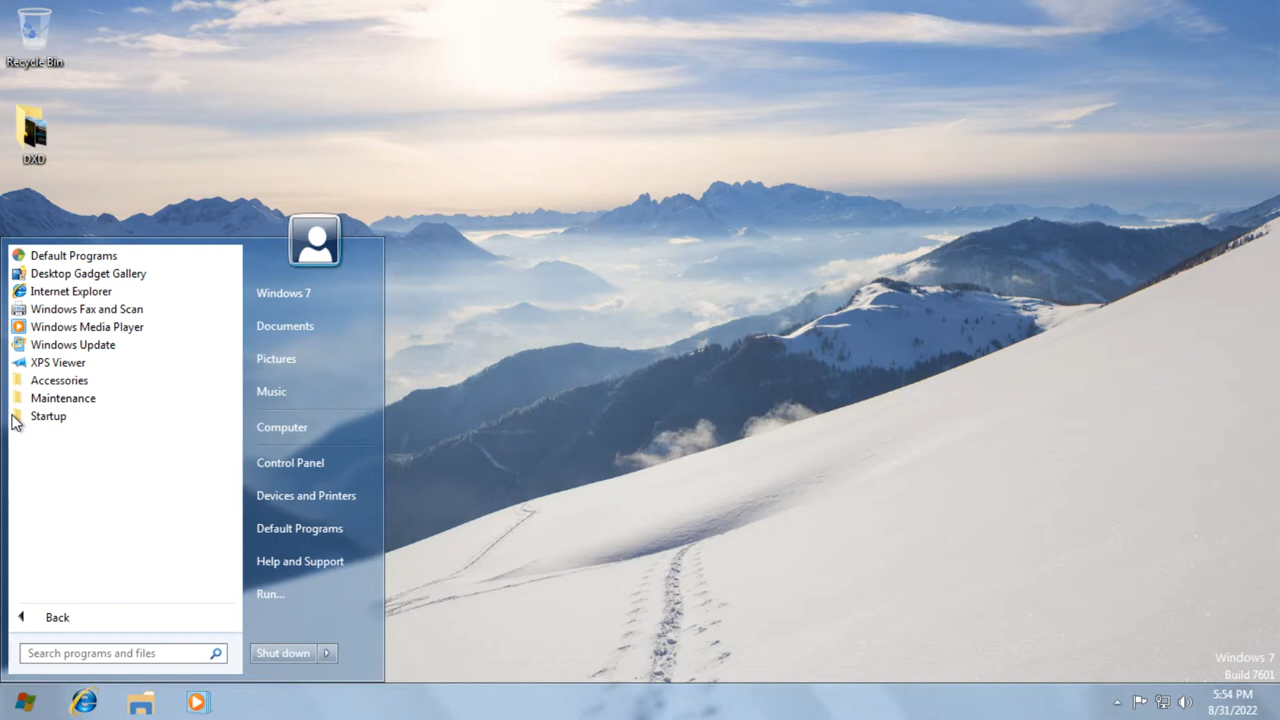 Recycle Bin
DXD
Default Programs
Desktop Gadget Gallery
Internet Explorer
Windows Fax and Scan
Windows Media Player
Windows Update
XPS Viewer
Accessories
Maintenance
Startup
Back
Search programs and files
Windows 7
Documents
Pictures
Music
Computer
Control Panel
Devices and Printers
Default Programs
Help and Support
Run...
Shut down
Windows 7
Build 7601
5:54 PM
8/31/2022